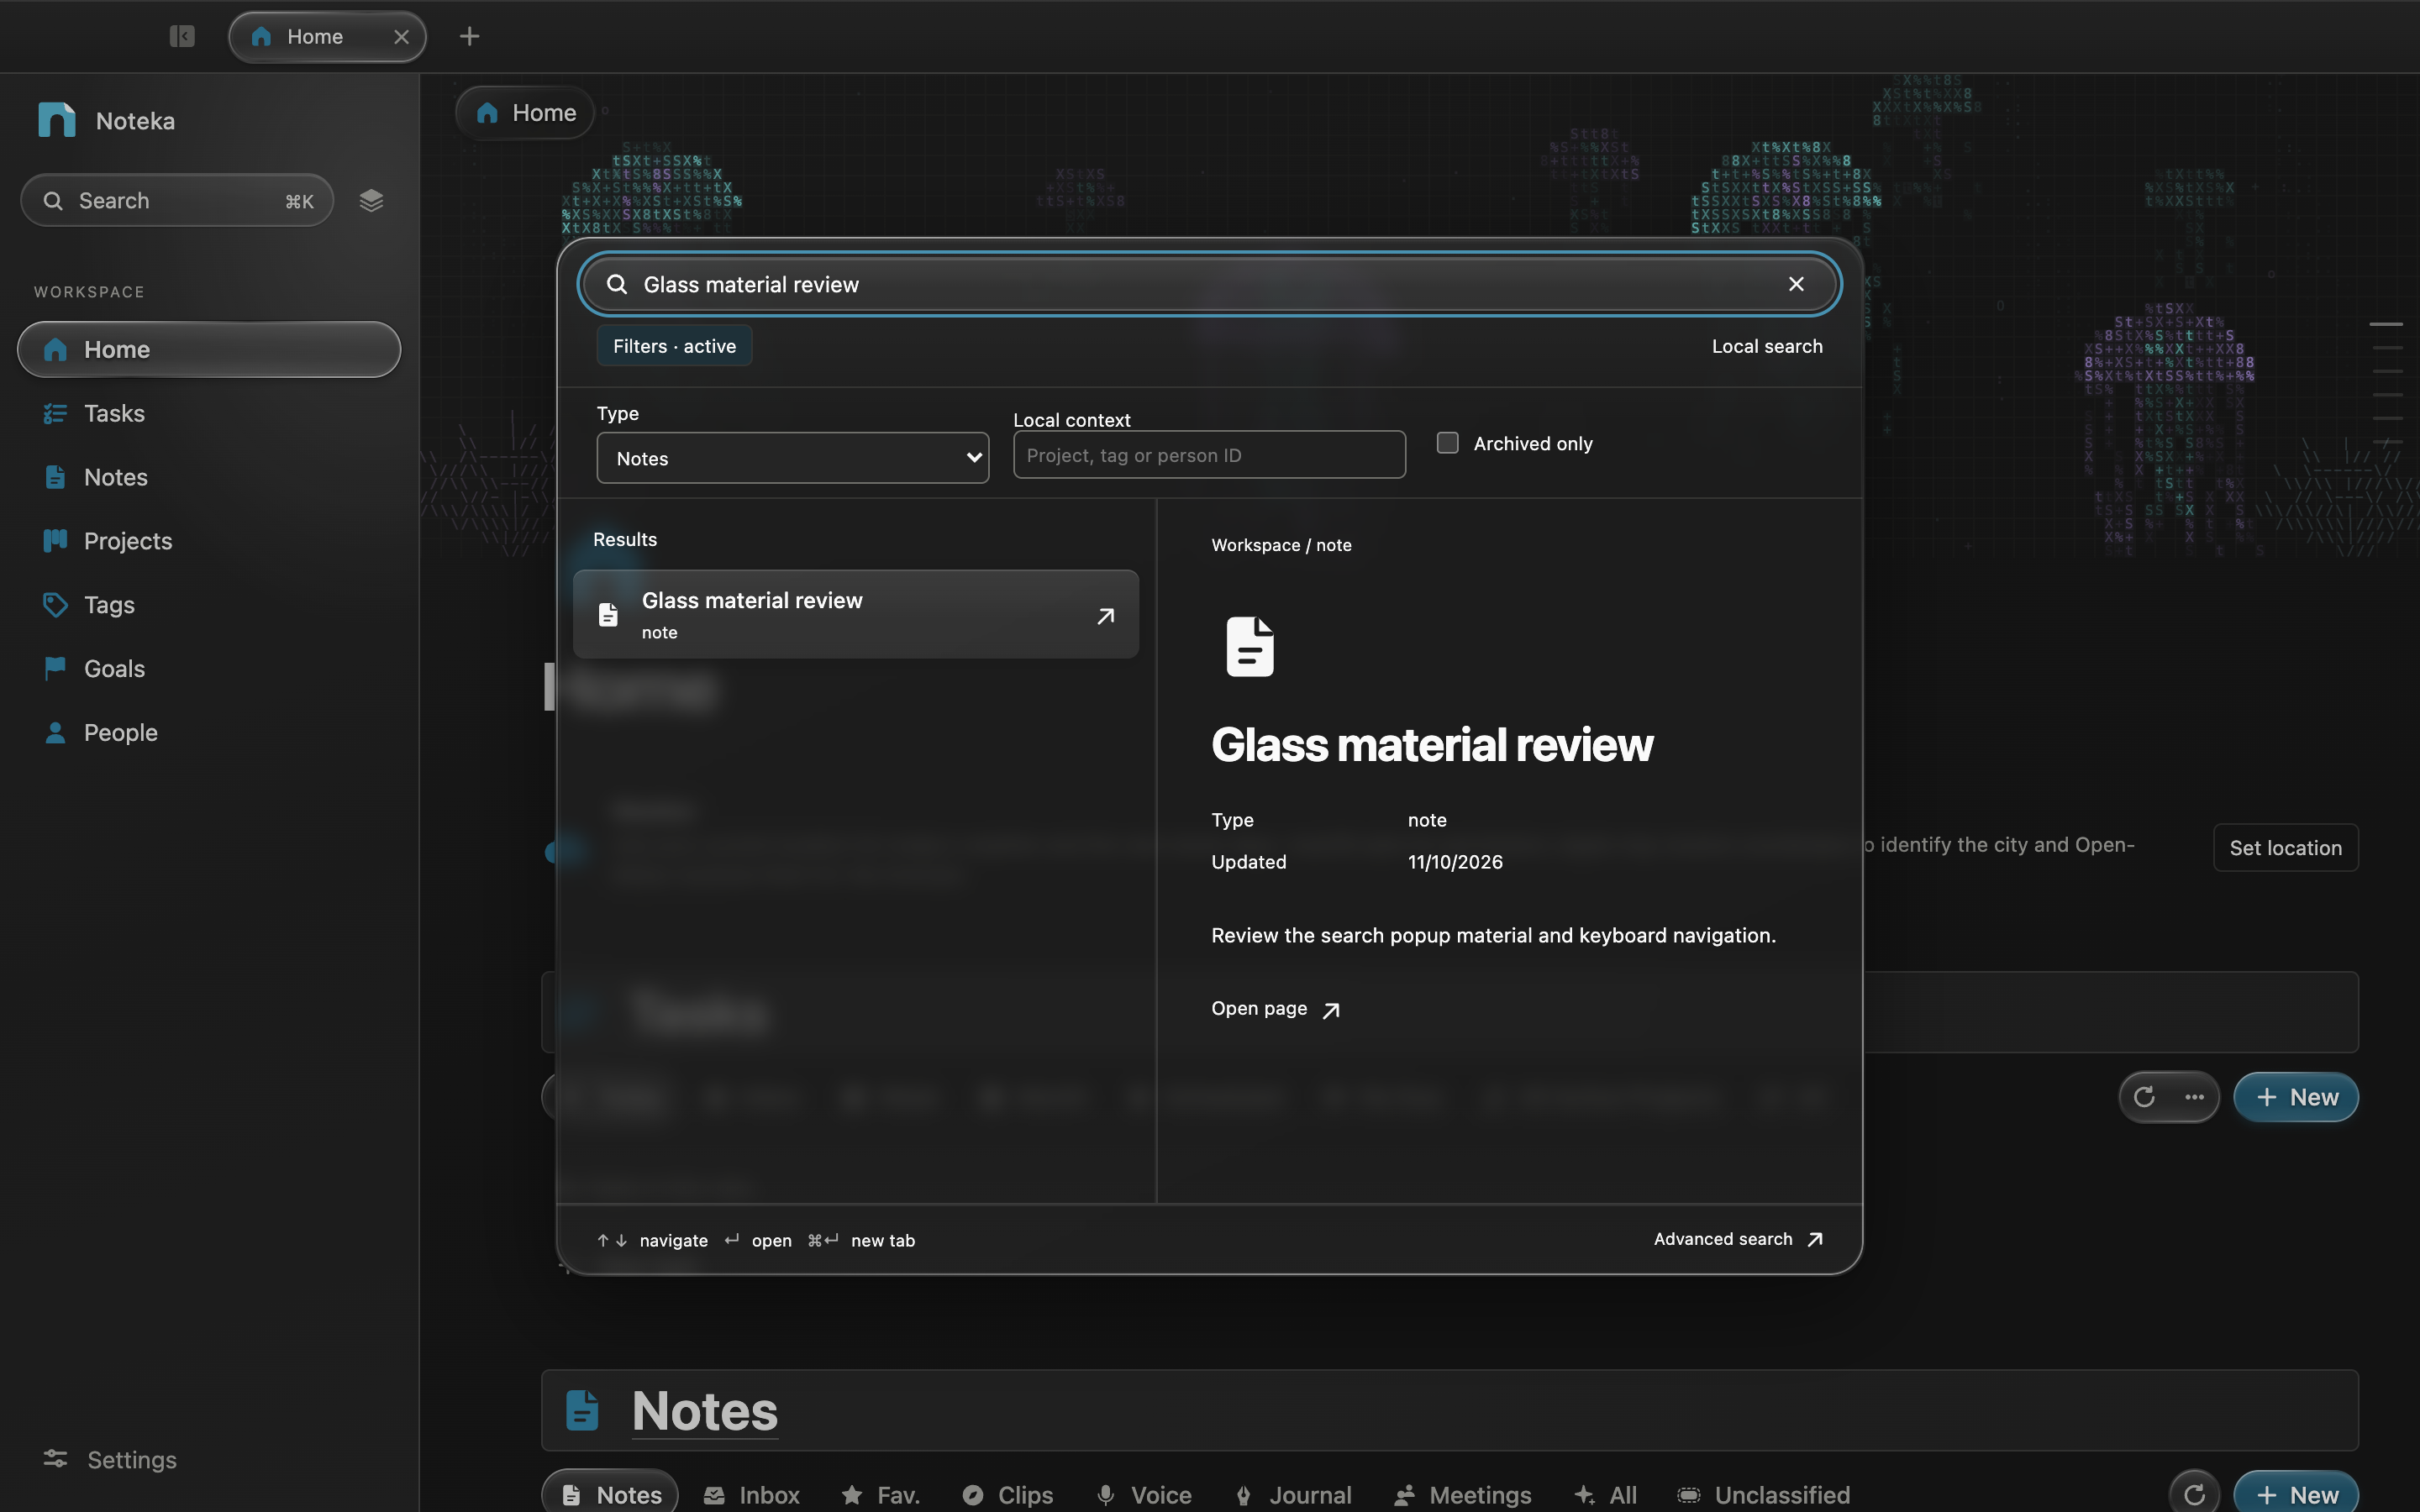 Home
Noteka
Home
Search ⌘K
WORKSPACE
Home
Tasks
Notes
Projects
Tags
Goals
People
Settings
Glass material review
Filters · active
Local search
Type
Notes
Local context
Project, tag or person ID
Archived only
Results
Glass material review
note
Workspace / note
Glass material review
Type note
Updated 11/10/2026
Review the search popup material and keyboard navigation.
Open page
↑ ↓ navigate ↵ open ⌘↵ new tab
Advanced search
identify the city and Open-
Set location
New
Notes
Notes Inbox Fav. Clips Voice Journal Meetings All Unclassified
New